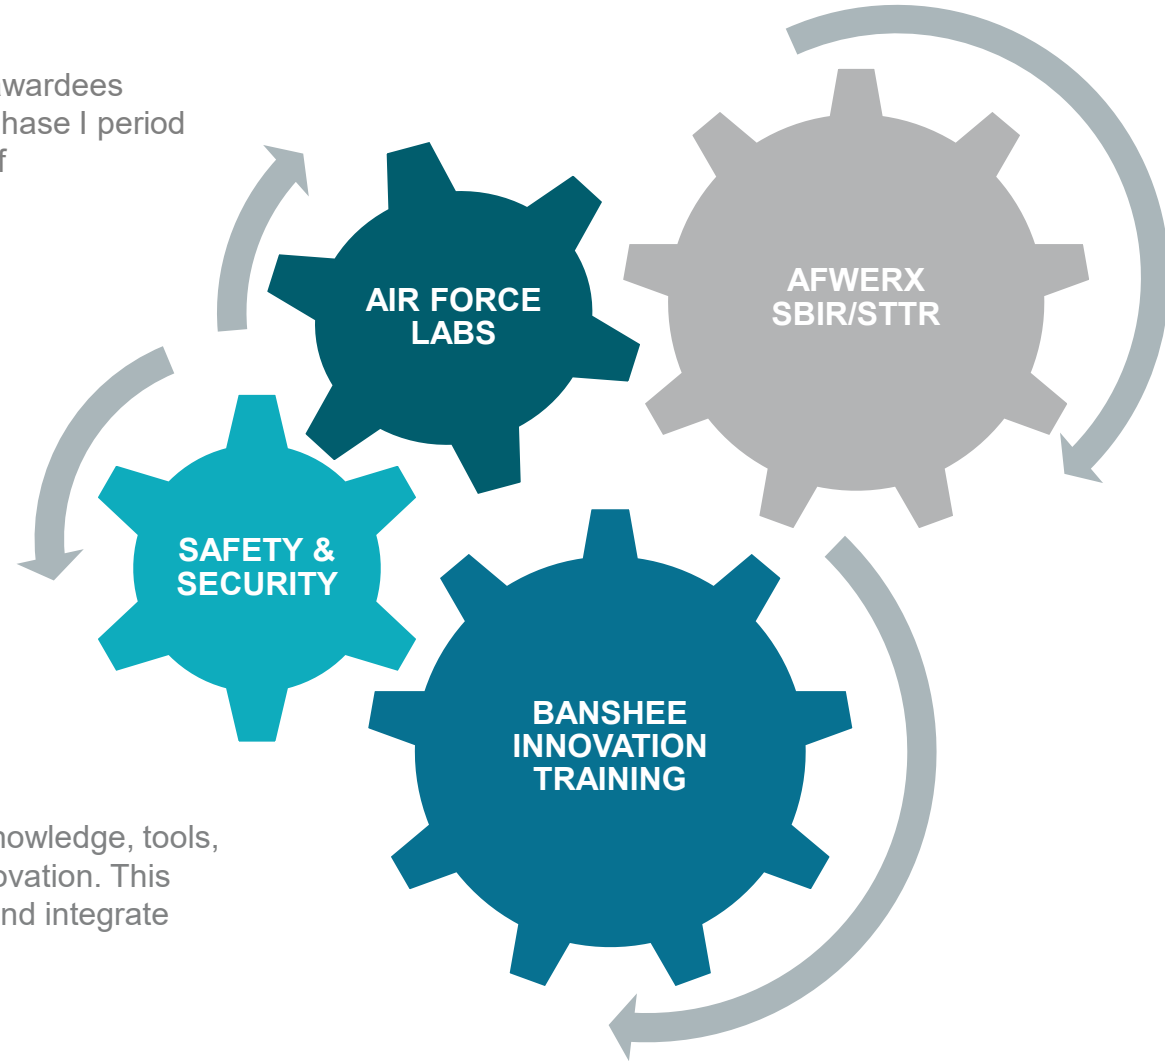 awardees
hase I period
f
AIR FORCE
LABS
AFWERX
SBIR/STTR
SAFETY &
SECURITY
BANSHEE
INNOVATION
TRAINING
nowledge, tools,
ovation. This
nd integrate